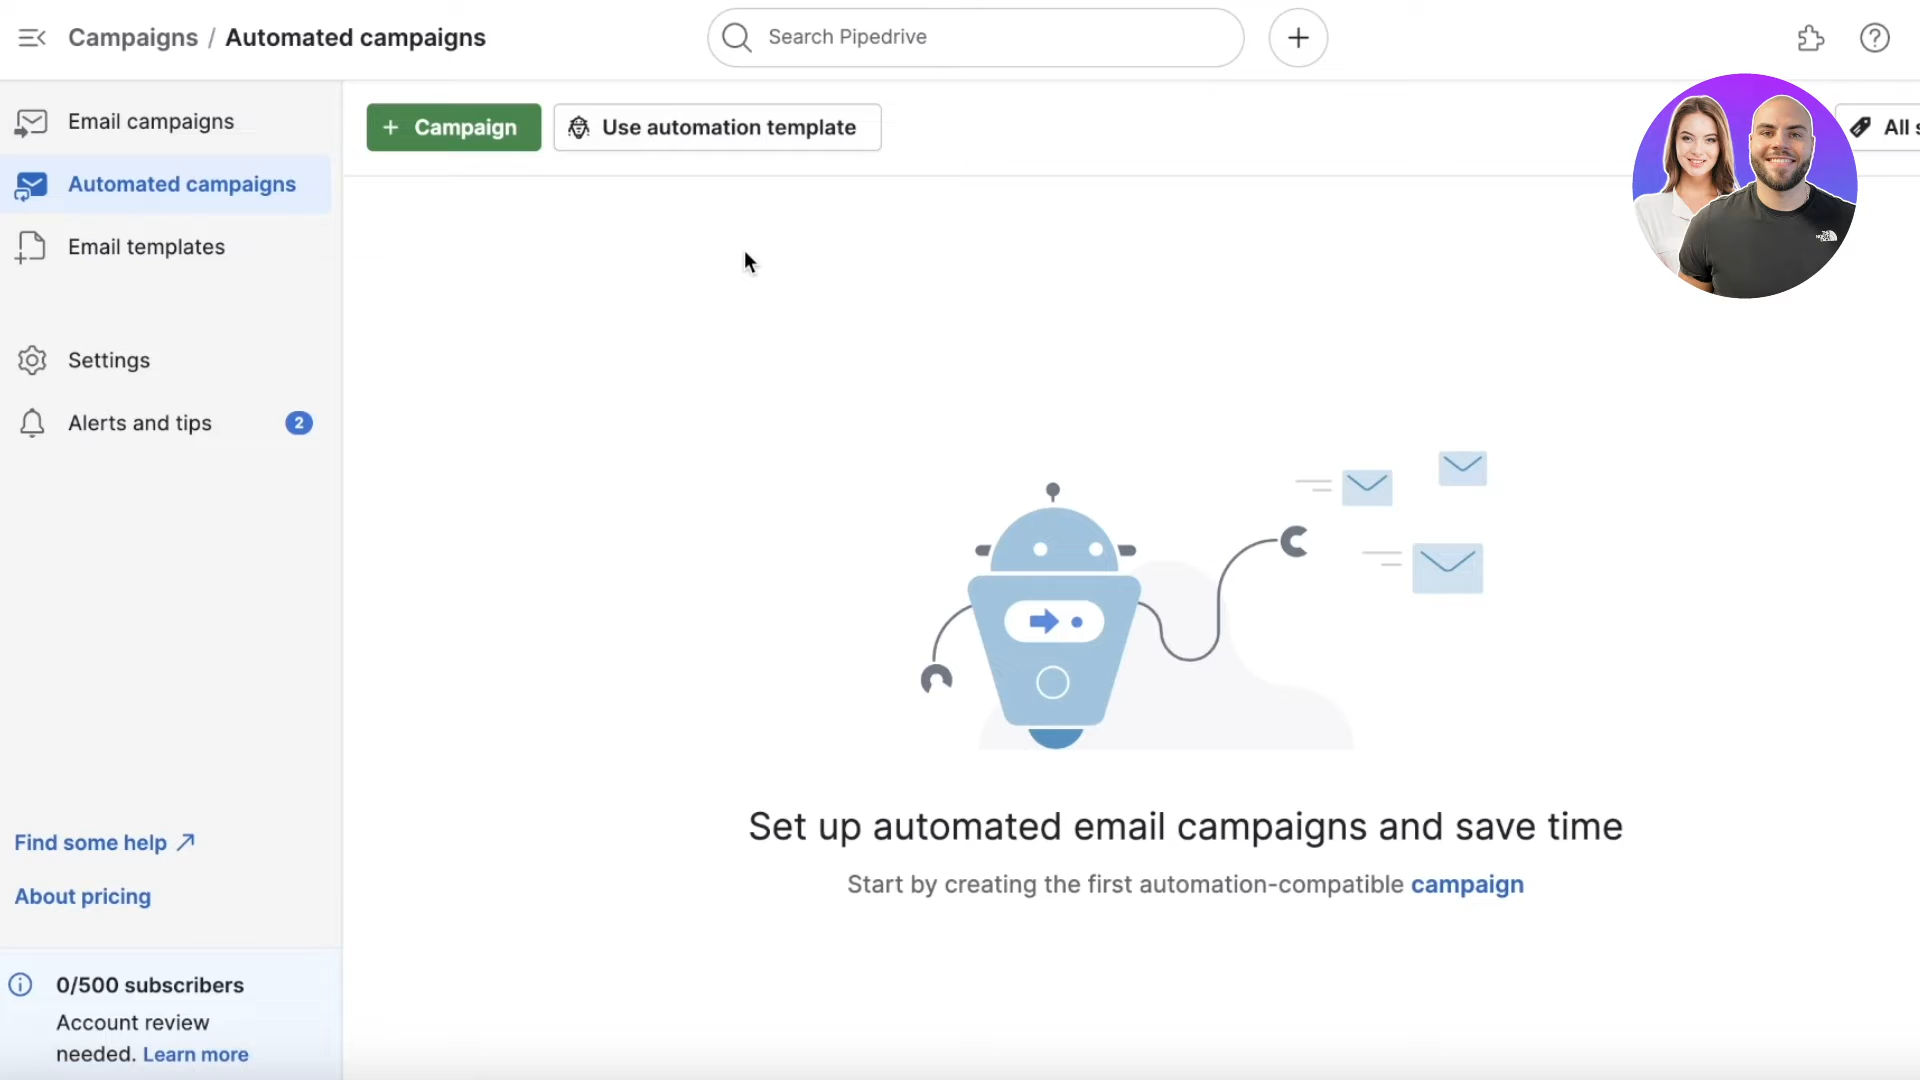 Campaigns / Automated campaigns
Search Pipedrive
Email campaigns
Automated campaigns
Email templates
Settings
Alerts and tips 2
Find some help
About pricing
0/500 subscribers
Account review
needed. Learn more
+ Campaign
Use automation template
All s
Set up automated email campaigns and save time
Start by creating the first automation-compatible campaign